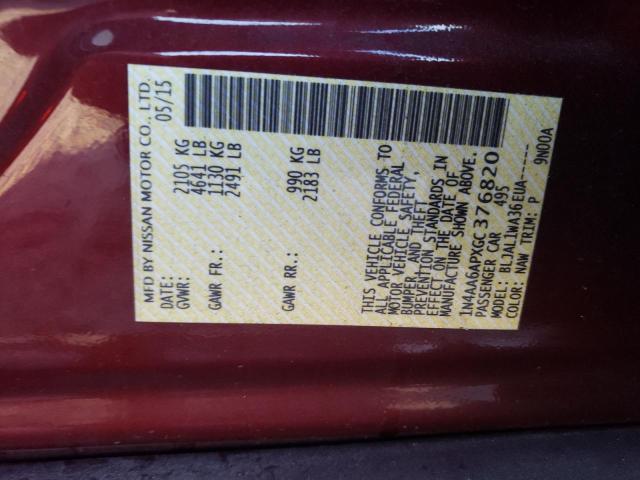 MFD BY NISSAN MOTOR CO., LTD.
DATE: 05/15
GVWR: 2105 KG
4641 LB
GAWR FR.: 1130 KG
2491 LB
GAWR RR.: 990 KG
2183 LB
THIS VEHICLE CONFORMS TO
ALL APPLICABLE FEDERAL
MOTOR VEHICLE SAFETY,
BUMPER, AND THEFT
PREVENTION STANDARDS IN
EFFECT ON THE DATE OF
MANUFACTURE SHOWN ABOVE.
1N4AA6APXGC376820
PASSENGER CAR 495
MODEL: BLJALIWA36EUA------
COLOR: NAW TRIM: P 9N00A